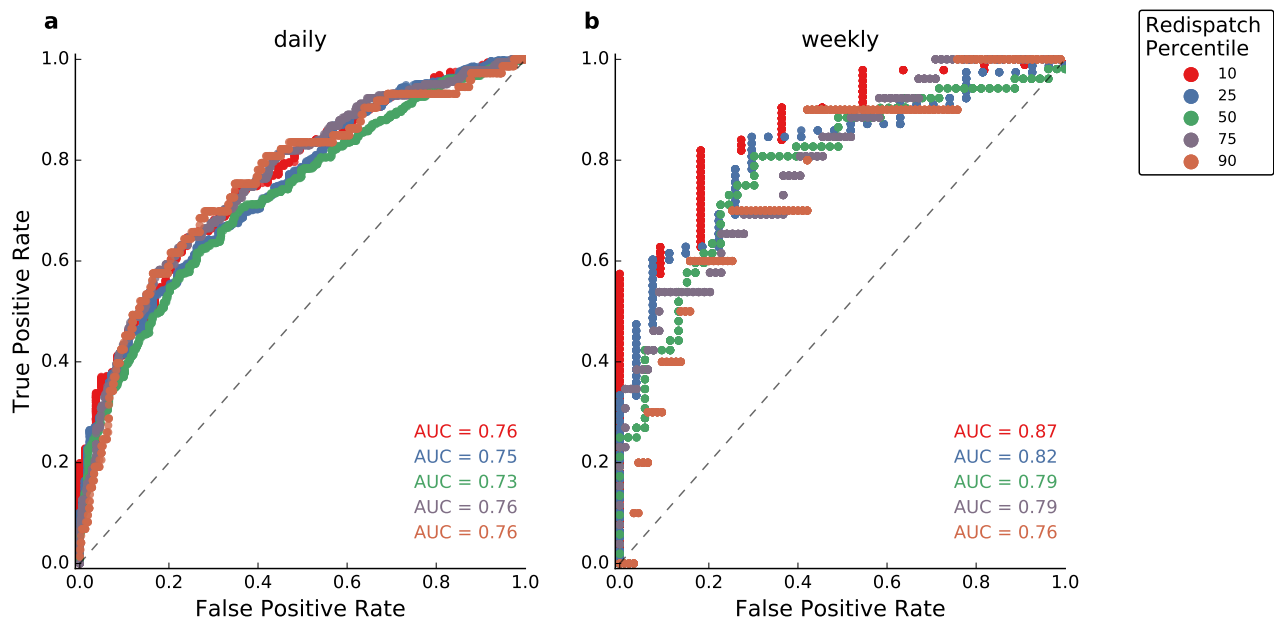 a
daily
1.0
0.8
0.6
0.4
0.2
0.0
True Positive Rate
AUC = 0.76
AUC = 0.75
AUC = 0.73
AUC = 0.76
AUC = 0.76
0.0 0.2 0.4 0.6 0.8 1.0
False Positive Rate
b
weekly
1.0
0.8
0.6
0.4
0.2
0.0
AUC = 0.87
AUC = 0.82
AUC = 0.79
AUC = 0.79
AUC = 0.76
0.0 0.2 0.4 0.6 0.8 1.0
False Positive Rate
Redispatch
Percentile
10
25
50
75
90